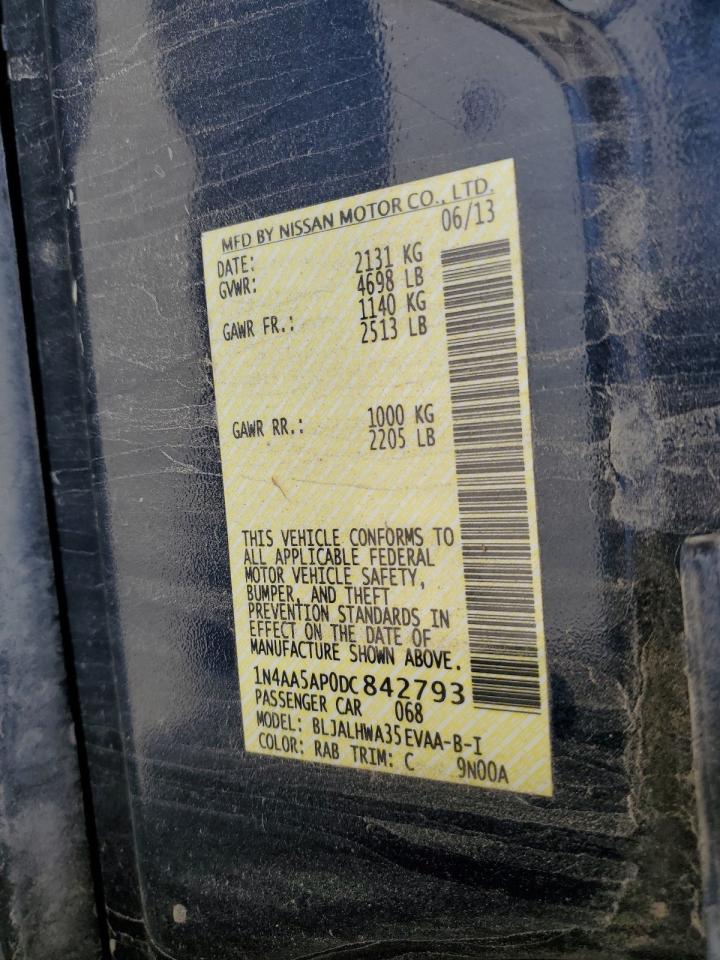 MFD BY NISSAN MOTOR CO., LTD.
DATE: 06/13
GVWR: 2131 KG
4698 LB
GAWR FR.: 1140 KG
2513 LB
GAWR RR.: 1000 KG
2205 LB
THIS VEHICLE CONFORMS TO
ALL APPLICABLE FEDERAL
MOTOR VEHICLE SAFETY,
BUMPER, AND THEFT
PREVENTION STANDARDS IN
EFFECT ON THE DATE OF
MANUFACTURE SHOWN ABOVE.
1N4AA5AP0DC842793
PASSENGER CAR 068
MODEL: BLJALHWA35EVAA-B-I
COLOR: RAB TRIM: C 9N00A